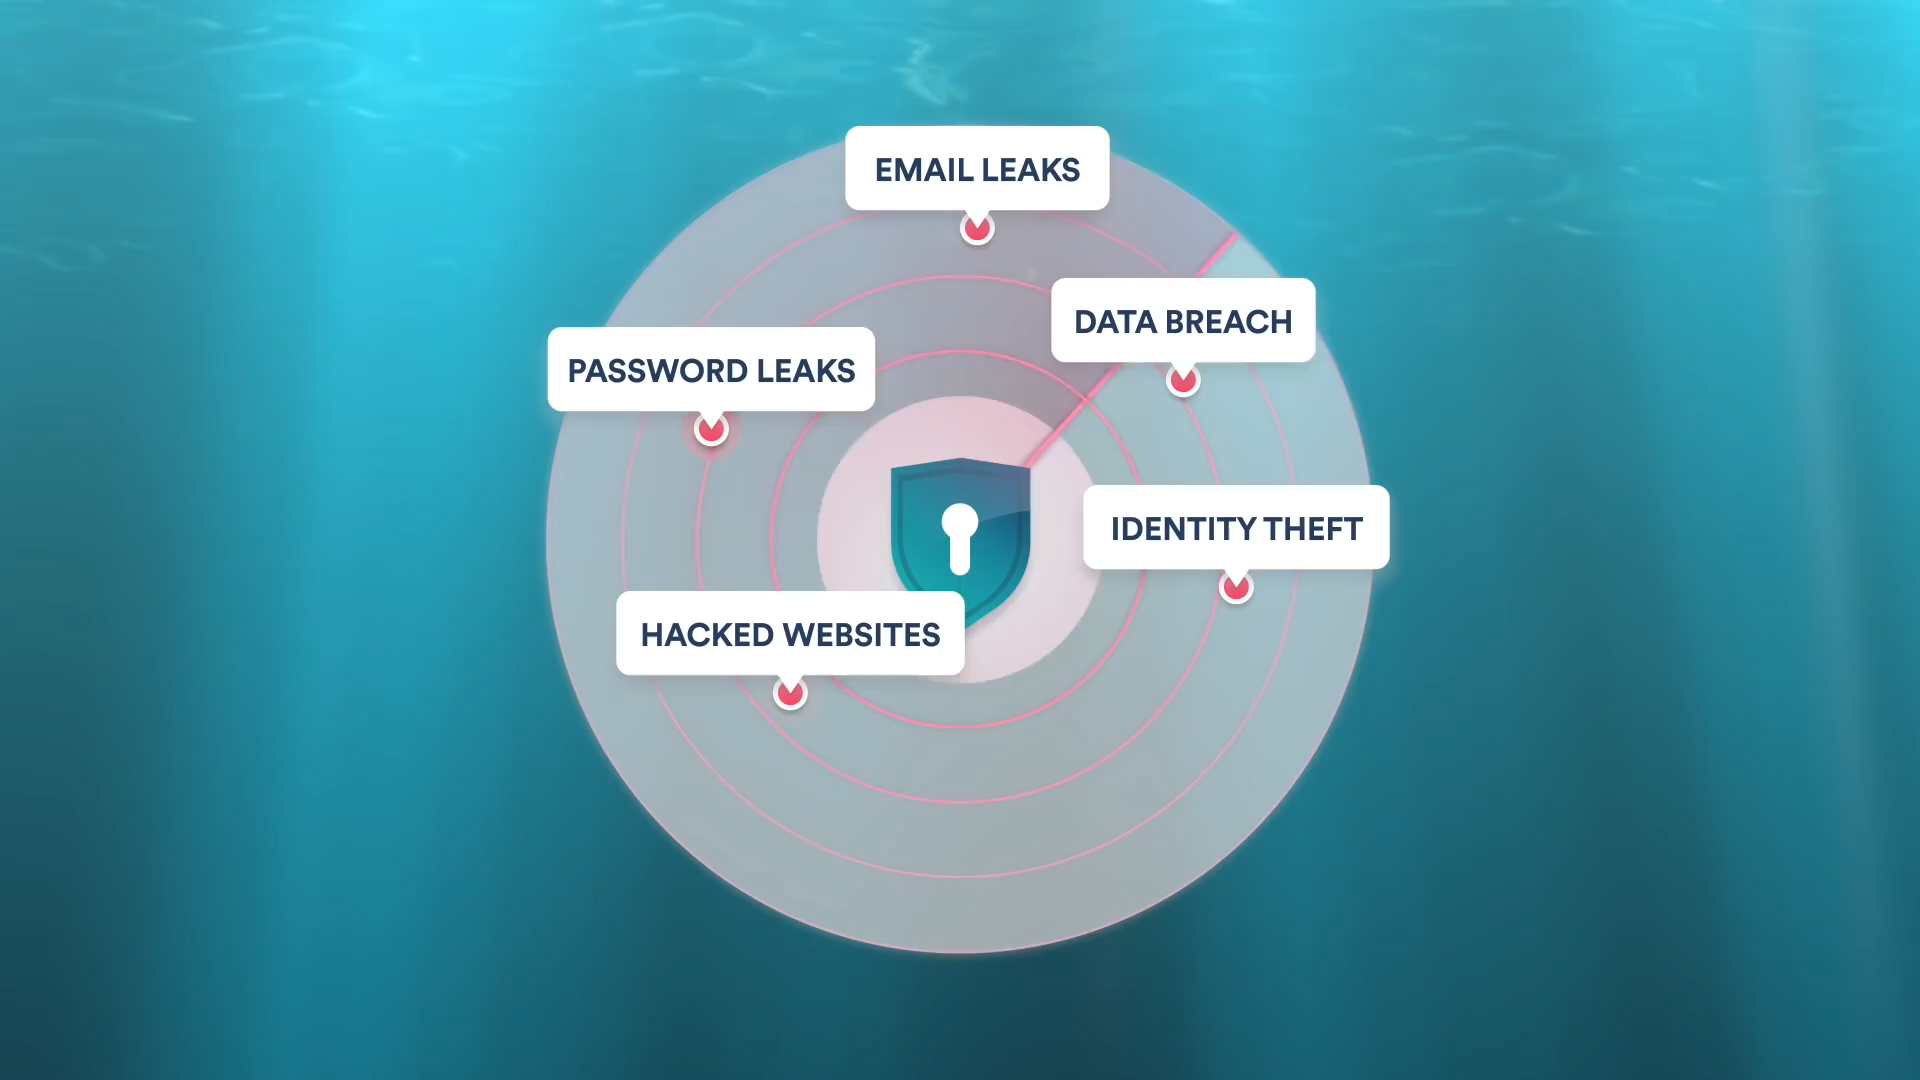 EMAIL LEAKS
DATA BREACH
PASSWORD LEAKS
IDENTITY THEFT
HACKED WEBSITES